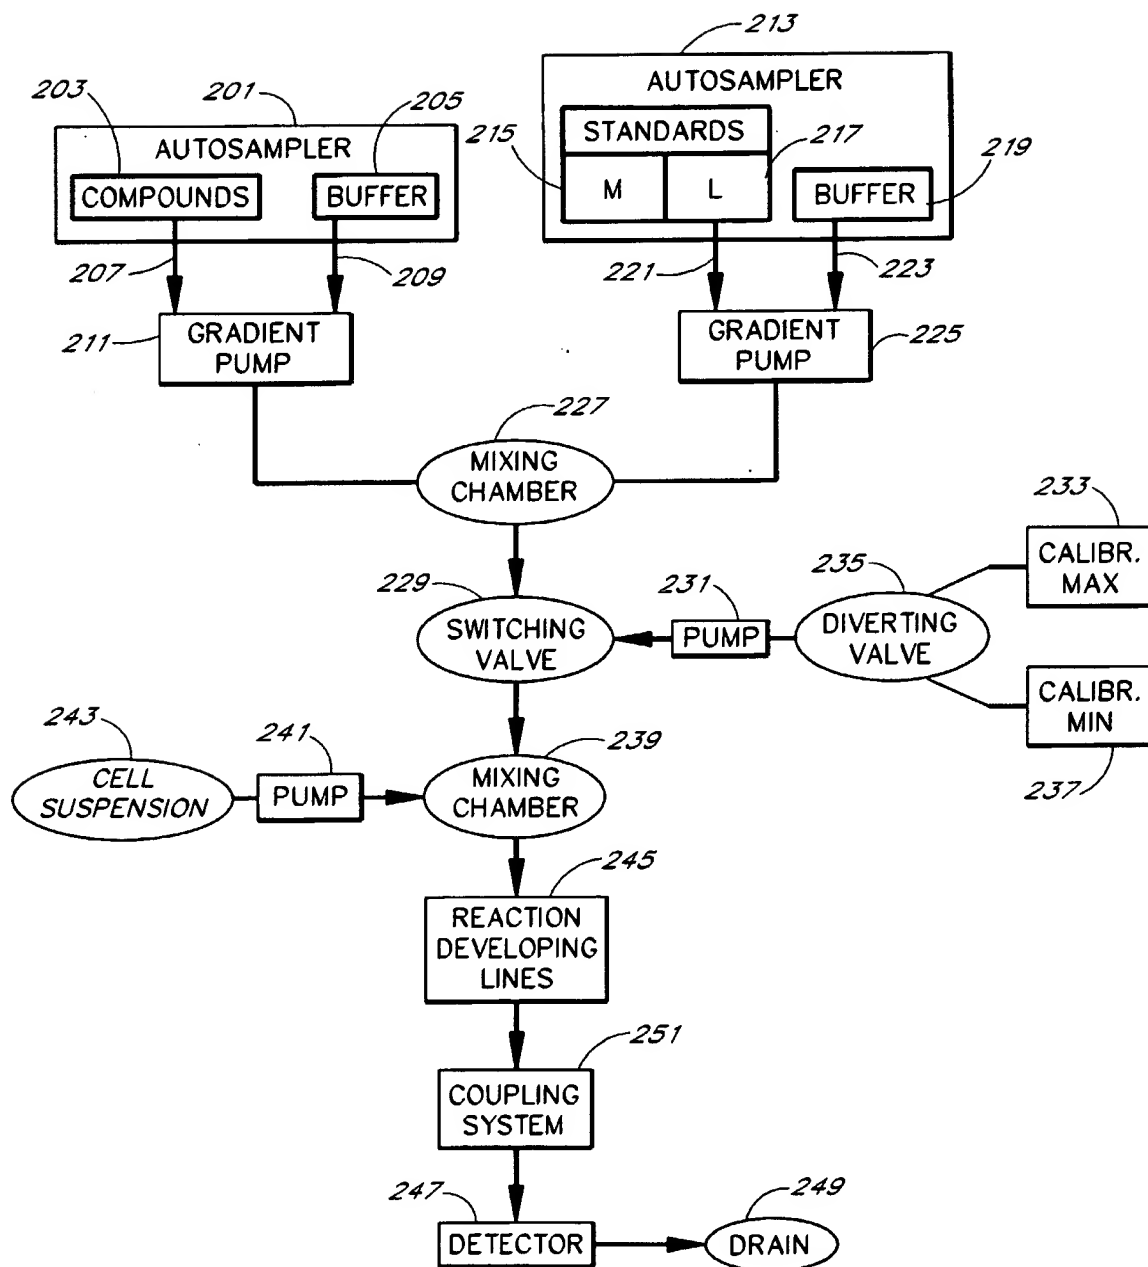 213
AUTOSAMPLER
203
201
205
215
STANDARDS
217
219
AUTOSAMPLER
COMPOUNDS
BUFFER
M
L
BUFFER
207
209
221
223
211
GRADIENT
PUMP
GRADIENT
PUMP
225
227
MIXING
CHAMBER
233
CALIBR.
MAX
229
231
235
SWITCHING
VALVE
PUMP
DIVERTING
VALVE
CALIBR.
MIN
237
243
241
239
CELL
SUSPENSION
PUMP
MIXING
CHAMBER
245
REACTION
DEVELOPING
LINES
251
COUPLING
SYSTEM
247
249
DETECTOR
DRAIN